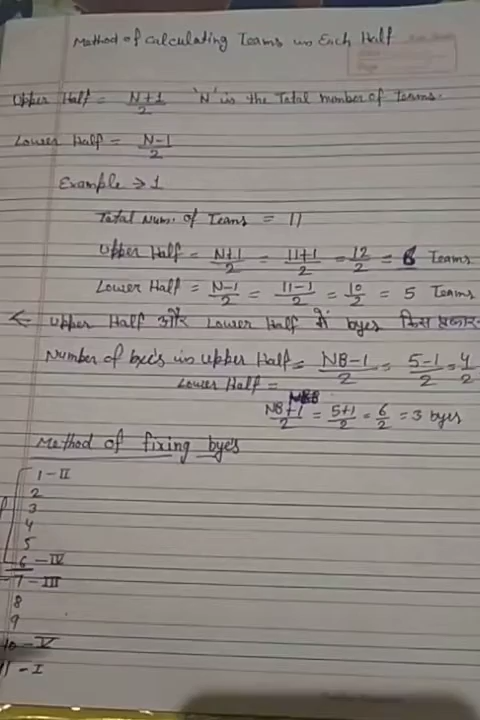 Method of Calculating Teams in Each Half
Upper Half = N+1/2 'N' is the Total number of Teams.
Lower Half = N-1/2
Example → 1
Total Num. of Teams = 11
Upper Half = N+1/2 = 11+1/2 = 12/2 = 6 Teams
Lower Half = N-1/2 = 11-1/2 = 10/2 = 5 Teams
← Upper Half और Lower Half में byes किस प्रकार-
Number of bye's in Upper Half = NB-1/2 = 5-1/2 = 4/2
Lower Half =
NB+1/2 = 5+1/2 = 6/2 = 3 byes
Method of fixing bye's
1 - II
2
3
4
5
6 - IV
7 - III
8
9
10 - V
11 - I